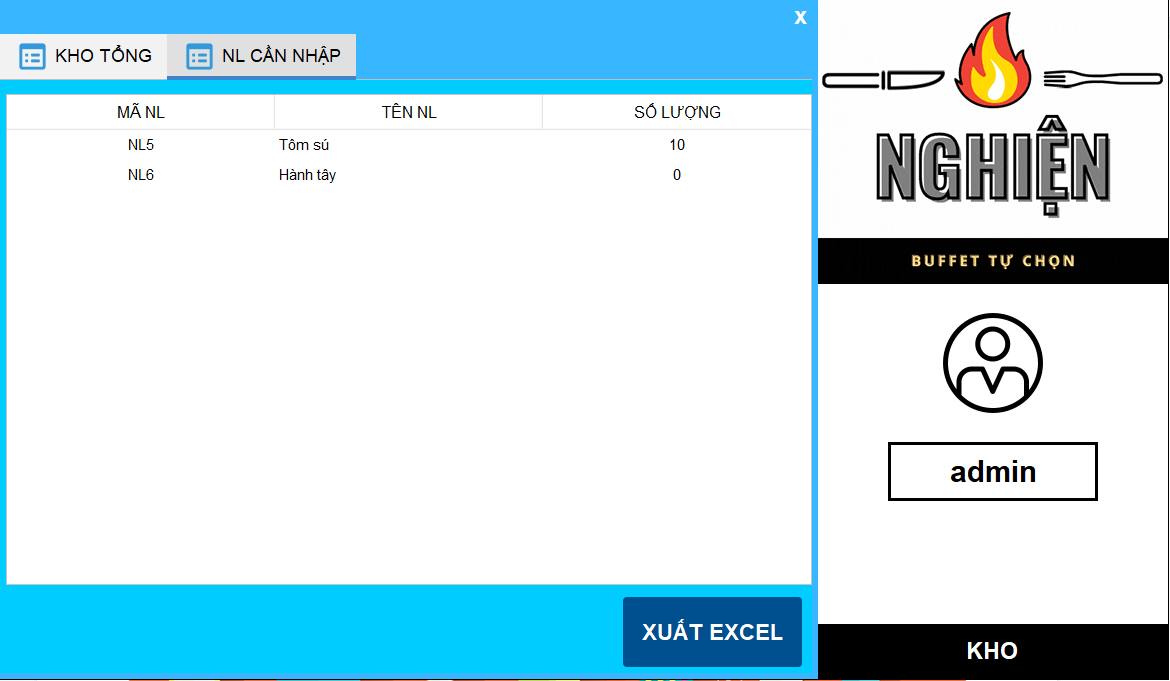 X
KHO TỔNG
NL CẦN NHẬP
MÃ NL TÊN NL SỐ LƯỢNG
NL5 Tôm sú 10
NL6 Hành tây 0
XUẤT EXCEL
NGHIỆN
BUFFET TỰ CHỌN
admin
KHO